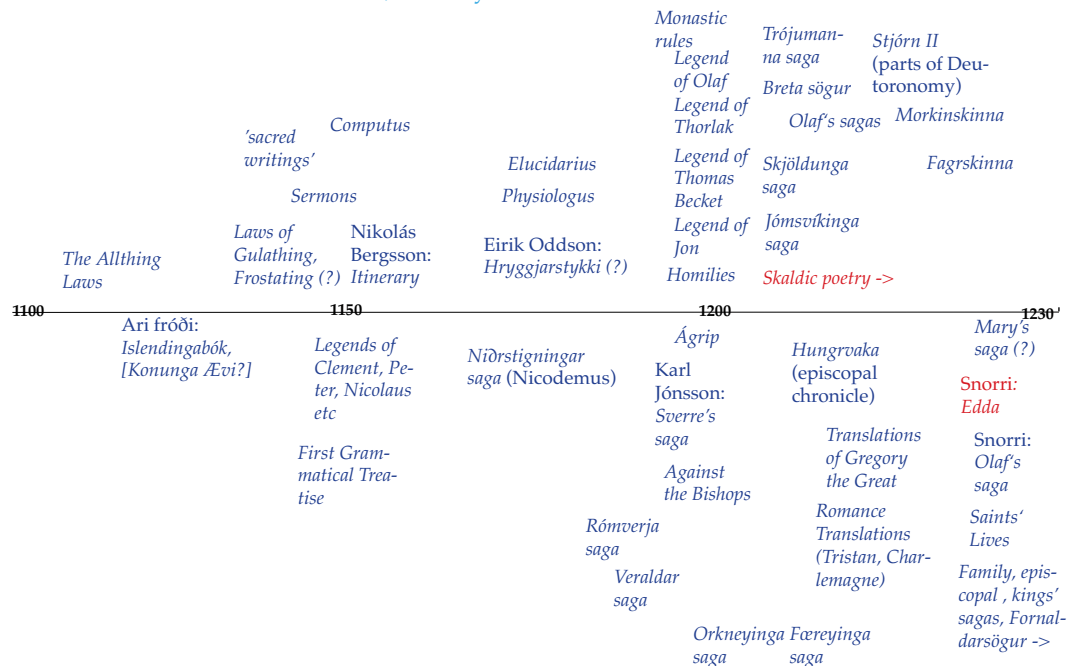 Monastic
rules
Legend
of Olaf
Legend of
Thorlak
Legend of
Thomas
Becket
Legend of
Jon
Homilies
Trójuman-
na saga
Breta sögur
Olaf's sagas
Skjöldunga
saga
Jómsvíkinga
saga
Skaldic poetry ->
Stjórn II
(parts of Deu-
toronomy)
Morkinskinna
Fagrskinna
'sacred
writings'
Computus
Sermons
Elucidarius
Physiologus
The Allthing
Laws
Laws of
Gulathing,
Frostating (?)
Nikolás
Bergsson:
Itinerary
Eirik Oddson:
Hryggjarstykki (?)
1100
1150
1200
1230
Ari fróði:
Islendingabók,
[Konunga Ævi?]
Legends of
Clement, Pe-
ter, Nicolaus
etc
First Gram-
matical Trea-
tise
Niðrstigningar
saga (Nicodemus)
Rómverja
saga
Veraldar
saga
Ágrip
Karl
Jónsson:
Sverre's
saga
Against
the Bishops
Orkneyinga
saga
Færeyinga
saga
Hungrvaka
(episcopal
chronicle)
Translations
of Gregory
the Great
Romance
Translations
(Tristan, Char-
lemagne)
Mary's
saga (?)
Snorri:
Edda
Snorri:
Olaf's
saga
Saints'
Lives
Family, epis-
copal , kings'
sagas, Fornal-
darsögur ->